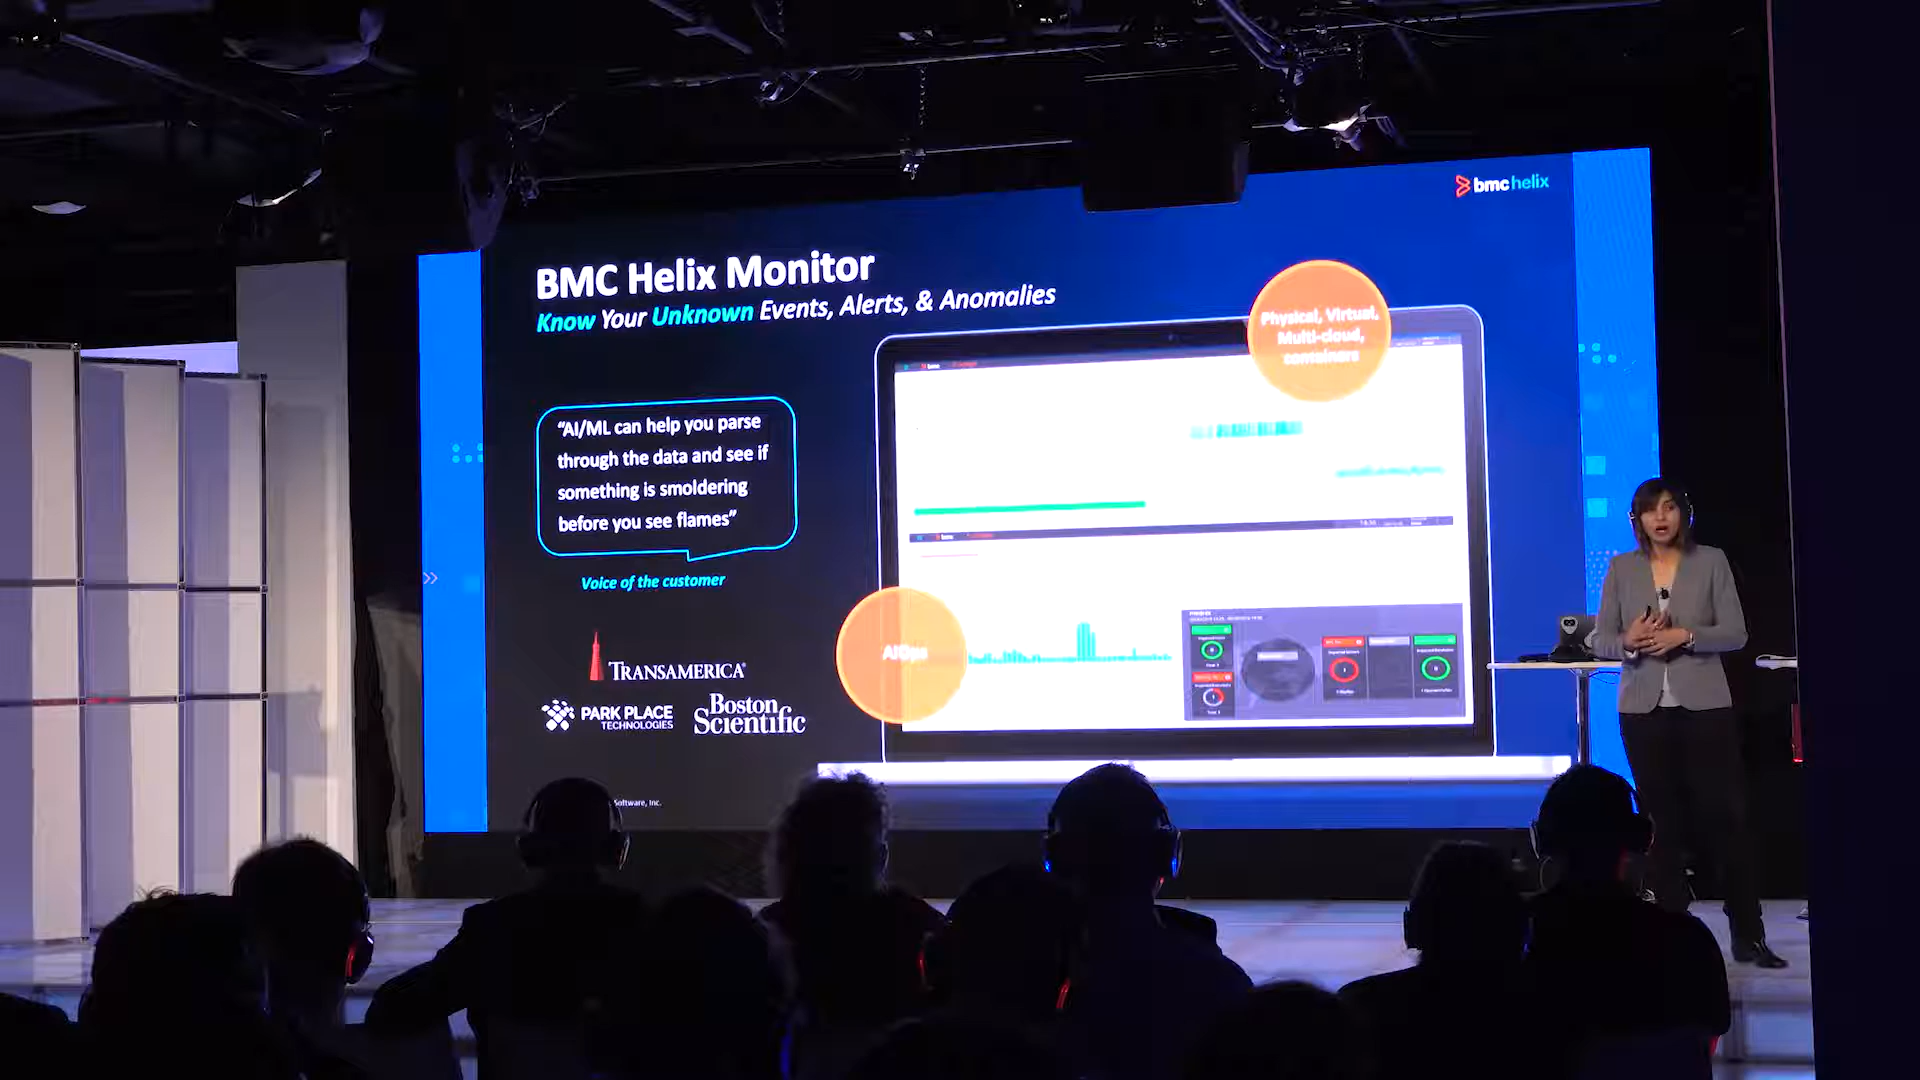 bmc helix
BMC Helix Monitor
Know Your Unknown Events, Alerts, & Anomalies
Physical, Virtual,
Multi-cloud,
containers
“AI/ML can help you parse
through the data and see if
something is smoldering
before you see flames”
Voice of the customer
AIOps
TRANSAMERICA®
PARK PLACE
TECHNOLOGIES
Boston
Scientific
Software, Inc.
bmc
bmc